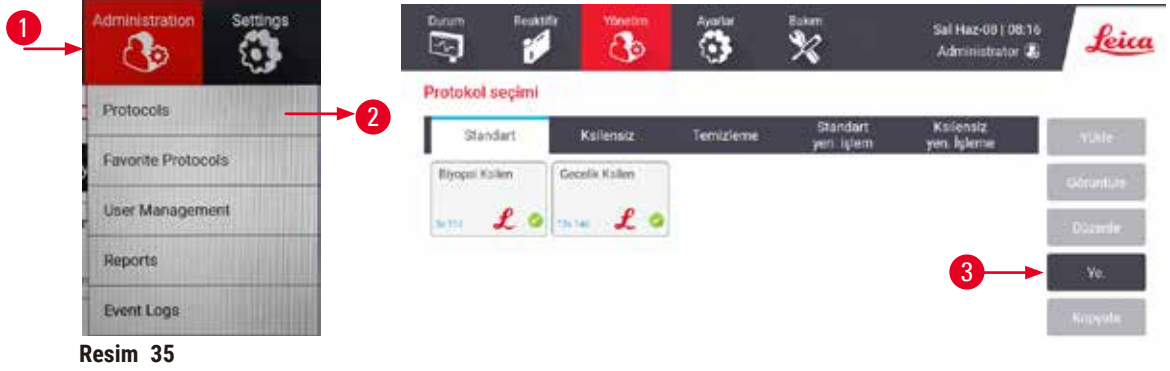 1
Administration
Settings
Protocols
2
Favorite Protocols
User Management
Reports
Event Logs
Resim 35
Durum
Reaktifir
Yönetim
Ayarlar
Bakım
Sal Haz-08 | 08:16
Administrator
Leica
Protokol seçimi
Standart
Ksilensiz
Temizleme
Standart
yen. işlem
Ksilensiz
yen. İşleme
Yükle
Biyopsi Ksilen
Gecelik Ksilen
Görüntüle
Düzenle
3
Ye.
Kopyala